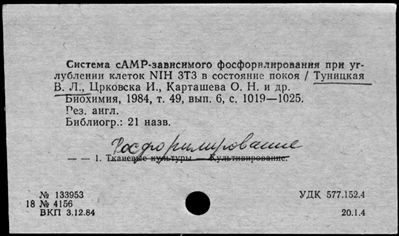 Система сАМР-зависимого фосфорилирования при уг-
лублении клеток NIH 3T3 в состояние покоя / Туницкая
В. Л., Црковска И., Карташева О. Н. и др.
Биохимия, 1984, т. 49, вып. 6, с. 1019—1025.
Рез. англ.
Библиогр.: 21 назв.
Фосфорилирование
— — 1. Тканевые культуры — Культивирование.
№ 133953
УДК 577.152.4
18 № 4156
ВКП 3.12.84
20.1.4